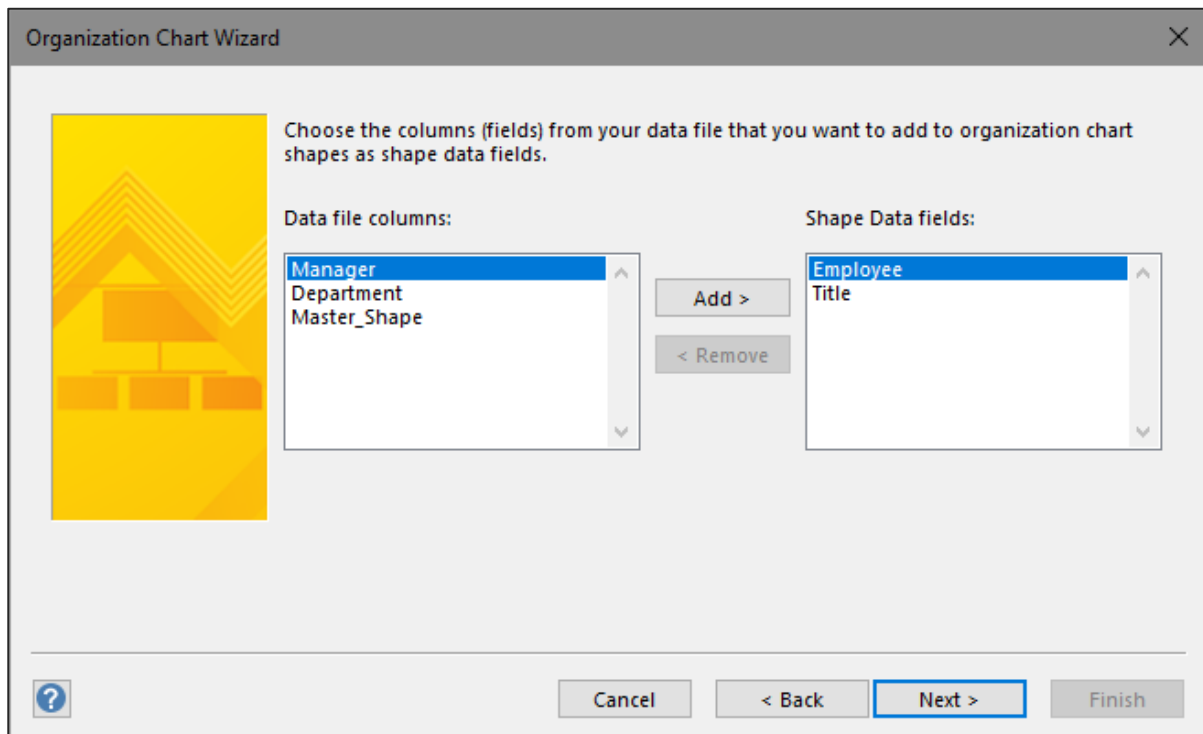 Organization Chart Wizard
Choose the columns (fields) from your data file that you want to add to organization chart
shapes as shape data fields.
Data file columns:
Shape Data fields:
Manager
Department
Master_Shape
Add >
< Remove
Employee
Title
?
Cancel
< Back
Next >
Finish